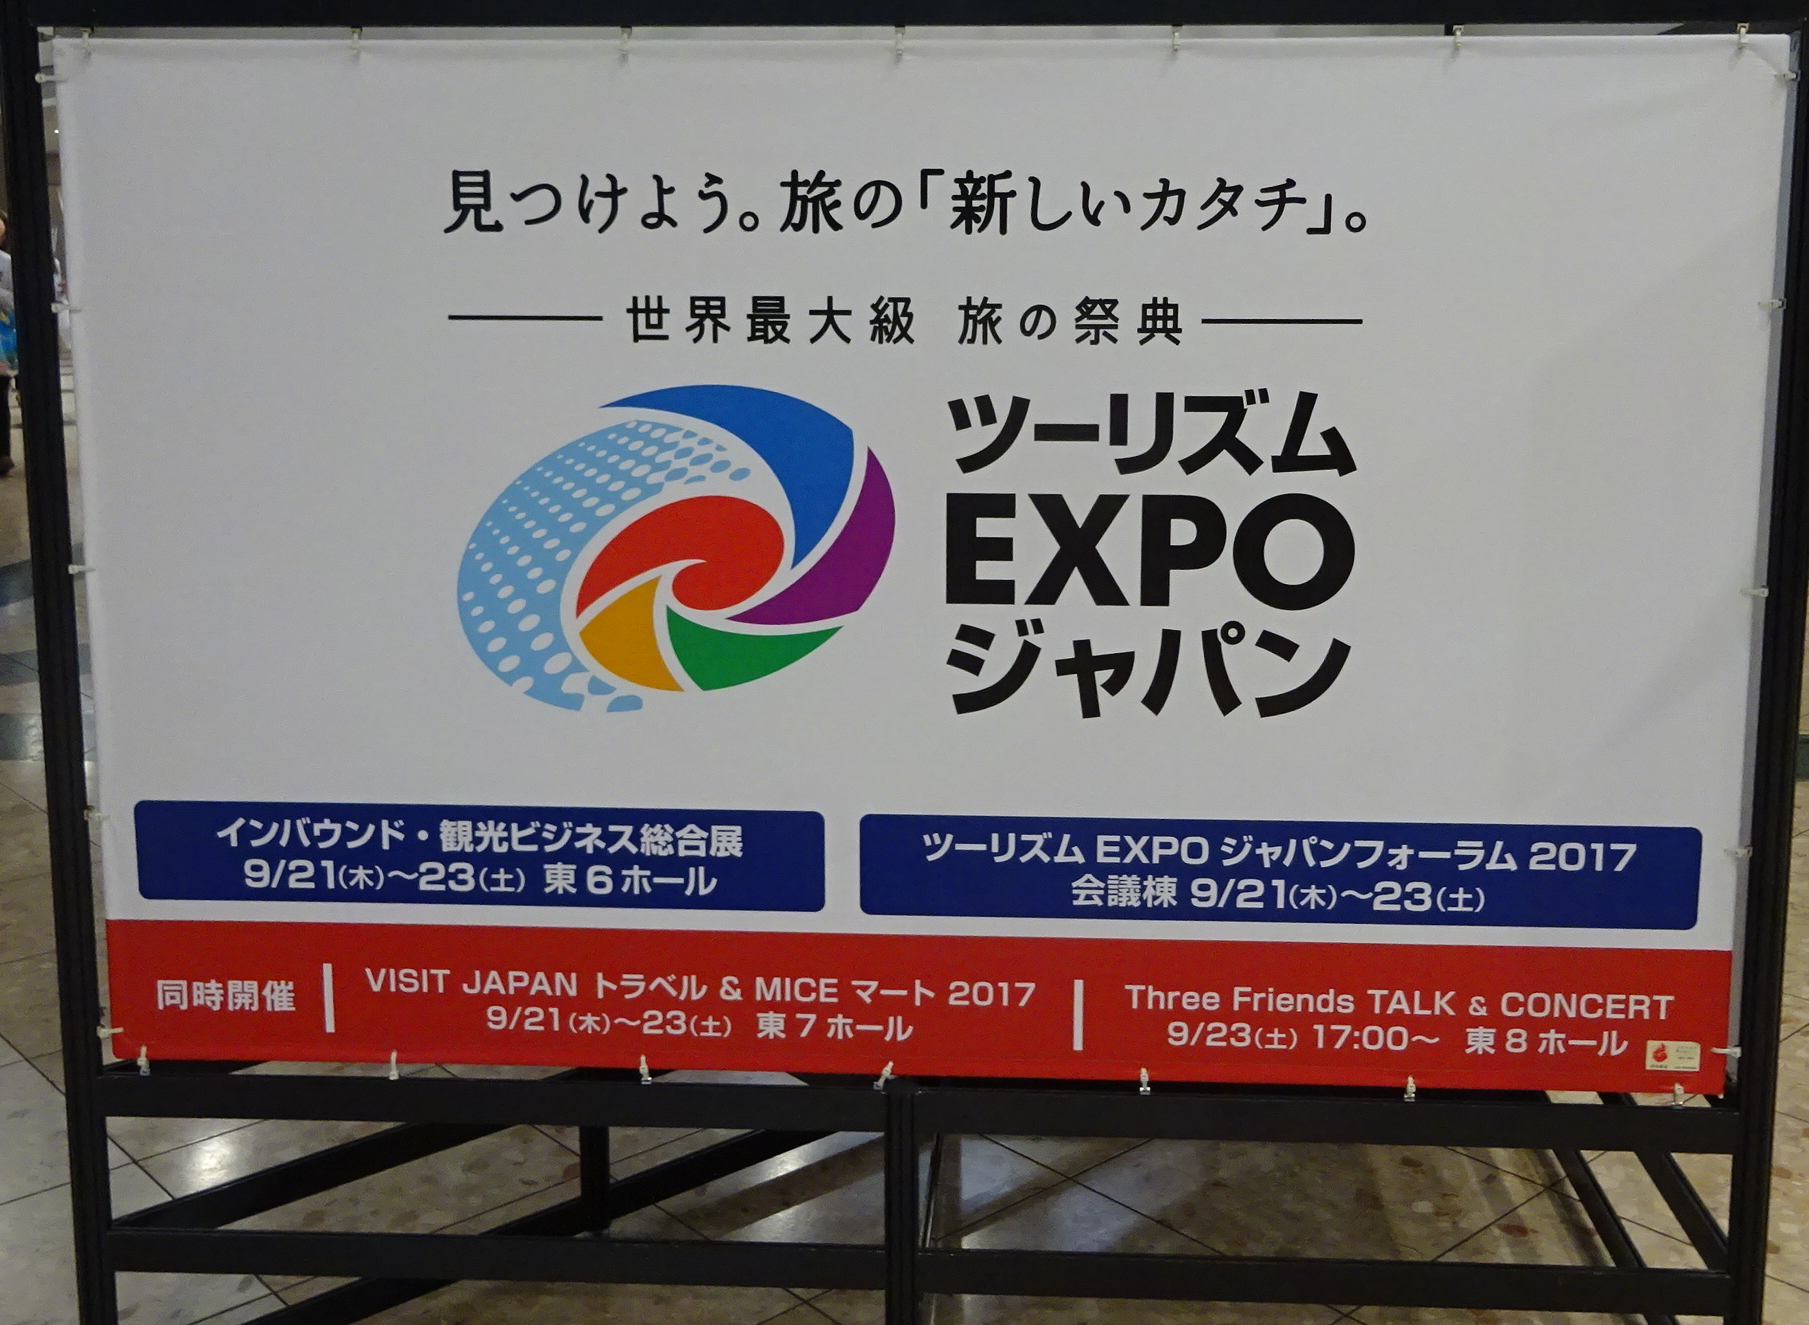 見つけよう。旅の「新しいカタチ」。
世界最大級 旅の祭典
ツーリズム
EXPO
ジャパン
インバウンド・観光ビジネス総合展
9/21(木)〜23(土) 東6ホール
ツーリズム EXPO ジャパンフォーラム 2017
会議棟 9/21(木)〜23(土)
同時開催
VISIT JAPAN トラベル & MICE マート 2017
9/21(木)〜23(土) 東7ホール
Three Friends TALK & CONCERT
9/23(土) 17:00〜 東8ホール